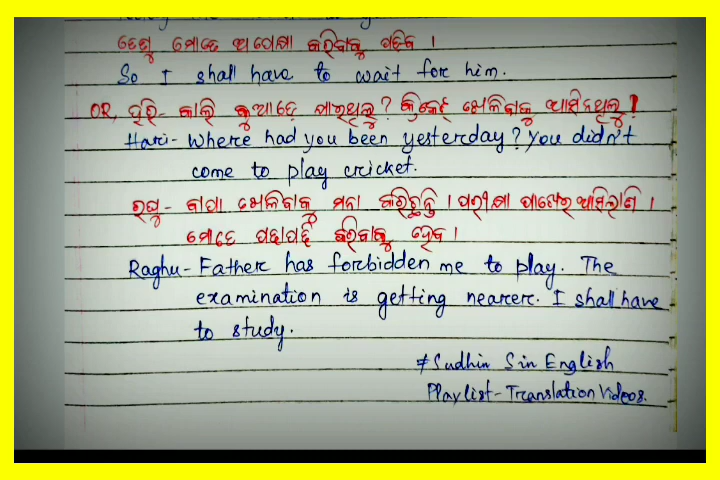 ତେଣୁ ମୋତେ ଅପେକ୍ଷା କରିବାକୁ ପଡିବ ।
So I shall have to wait for him.
OR, ହରି- କାଲି କୁଆଡ଼େ ଯାଇଥିଲୁ? କ୍ରିକେଟ୍ ଖେଳିବାକୁ ଆସିନଥିଲୁ!
Hari- Where had you been yesterday? You didn't
come to play cricket.
ରଘୁ- ବାପା ଖେଳିବାକୁ ମନା କରିଛନ୍ତି । ପରୀକ୍ଷା ପାଖେଇ ଆସିଲାଣି ।
ମୋତେ ପଢାପଢି କରିବାକୁ ହେବ ।
Raghu- Father has forbidden me to play. The
examination is getting nearer. I shall have
to study.
#Sudhin Sin English
Playlist-Translation Videos.